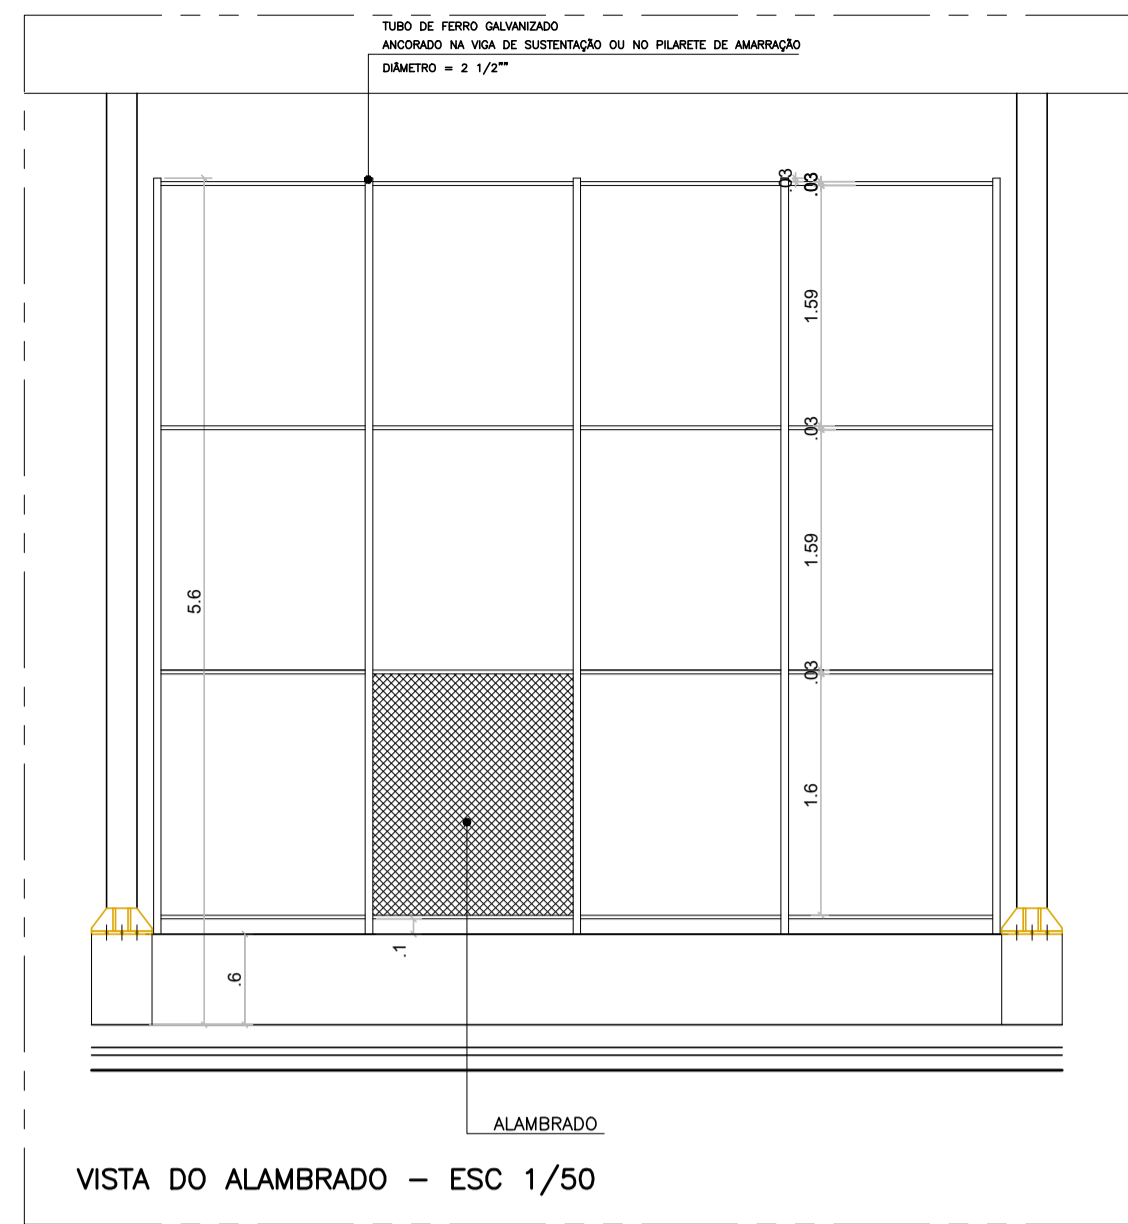 TUBO DE FERRO GALVANIZADO
ANCORADO NA VIGA DE SUSTENTAÇÃO OU NO PILARETE DE AMARRAÇÃO
DIÂMETRO = 2 1/2""
.03
.03
1.59
.03
1.59
5.6
.03
1.6
.1
.6
ALAMBRADO
VISTA DO ALAMBRADO – ESC 1/50